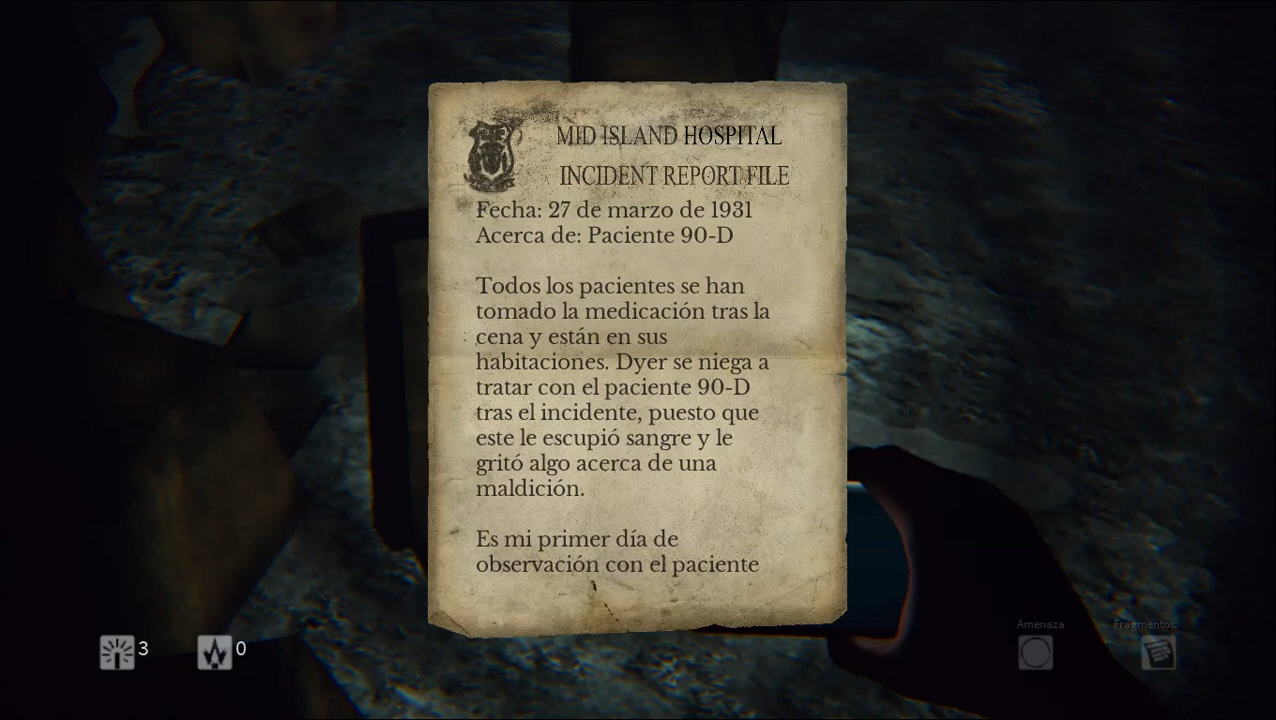 MID ISLAND HOSPITAL
INCIDENT REPORT FILE
Fecha: 27 de marzo de 1931
Acerca de: Paciente 90-D
Todos los pacientes se han
tomado la medicación tras la
cena y están en sus
habitaciones. Dyer se niega a
tratar con el paciente 90-D
tras el incidente, puesto que
este le escupió sangre y le
gritó algo acerca de una
maldición.
Es mi primer día de
observación con el paciente
Amenaza
Fragmentos:
3
0